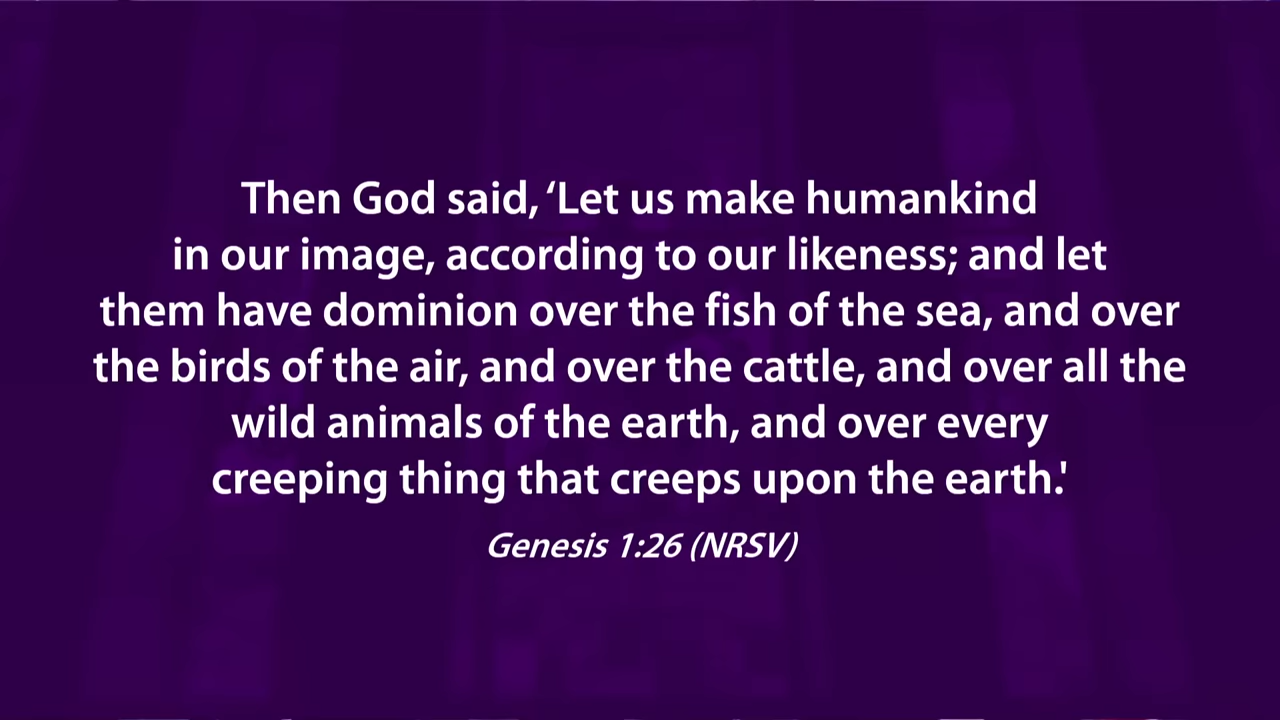 Then God said, ‘Let us make humankind
in our image, according to our likeness; and let
them have dominion over the fish of the sea, and over
the birds of the air, and over the cattle, and over all the
wild animals of the earth, and over every
creeping thing that creeps upon the earth.'
Genesis 1:26 (NRSV)